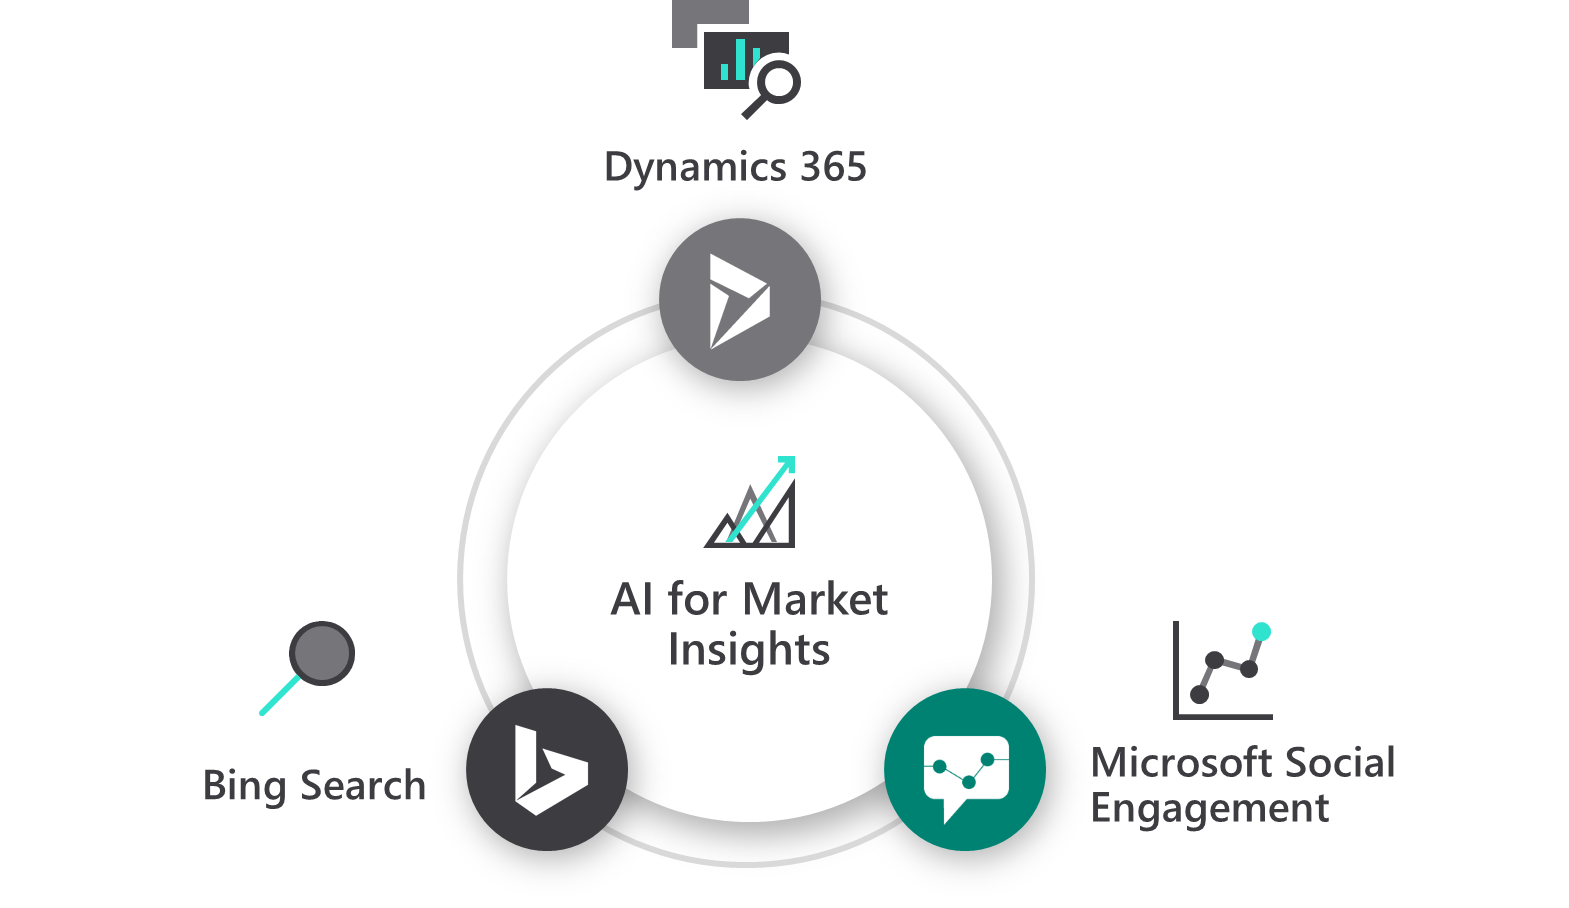 Dynamics 365
AI for Market
Insights
Bing Search
Microsoft Social
Engagement